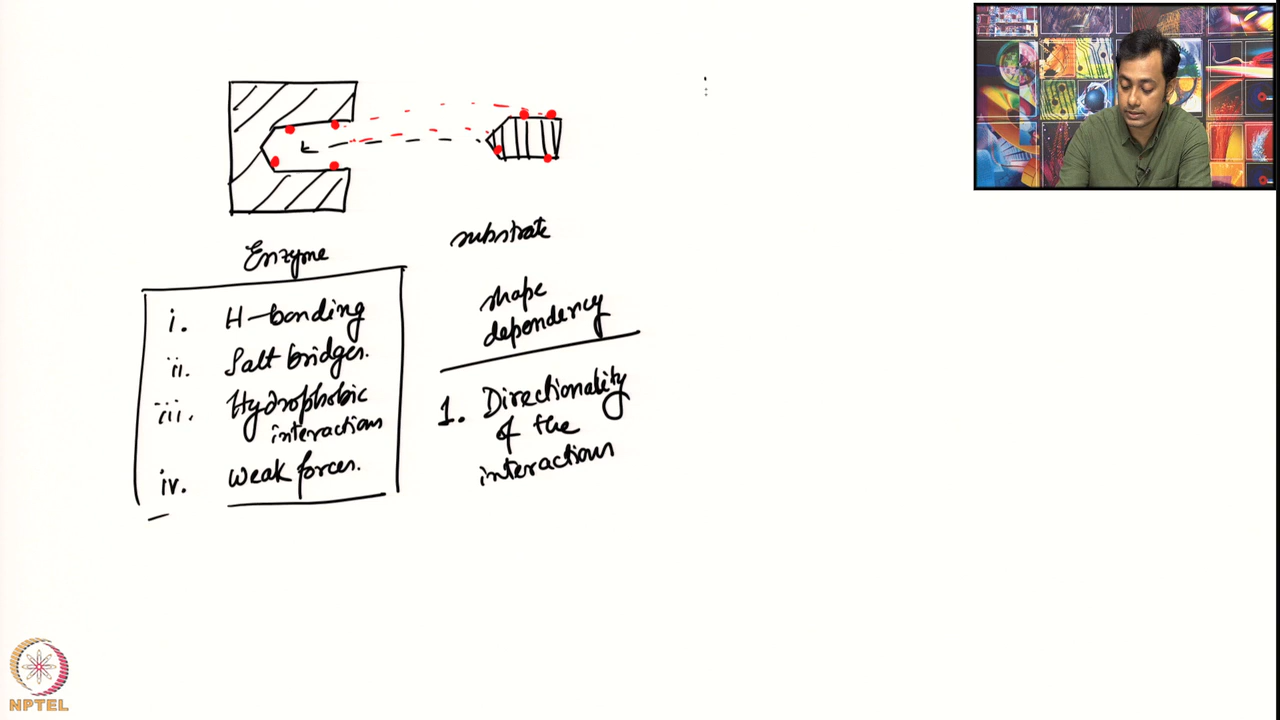 Enzyme
substrate
i. H-bonding
ii. Salt bridges.
iii. Hydrophobic
interactions
iv. weak forces.
shape
dependency
1. Directionality
of the
interactions
NPTEL